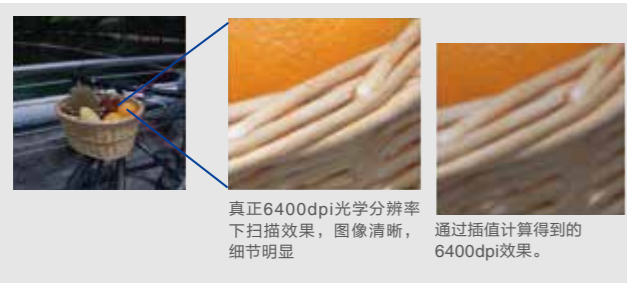 真正6400dpi光学分辨率
下扫描效果，图像清晰，
细节明显
通过插值计算得到的
6400dpi效果。